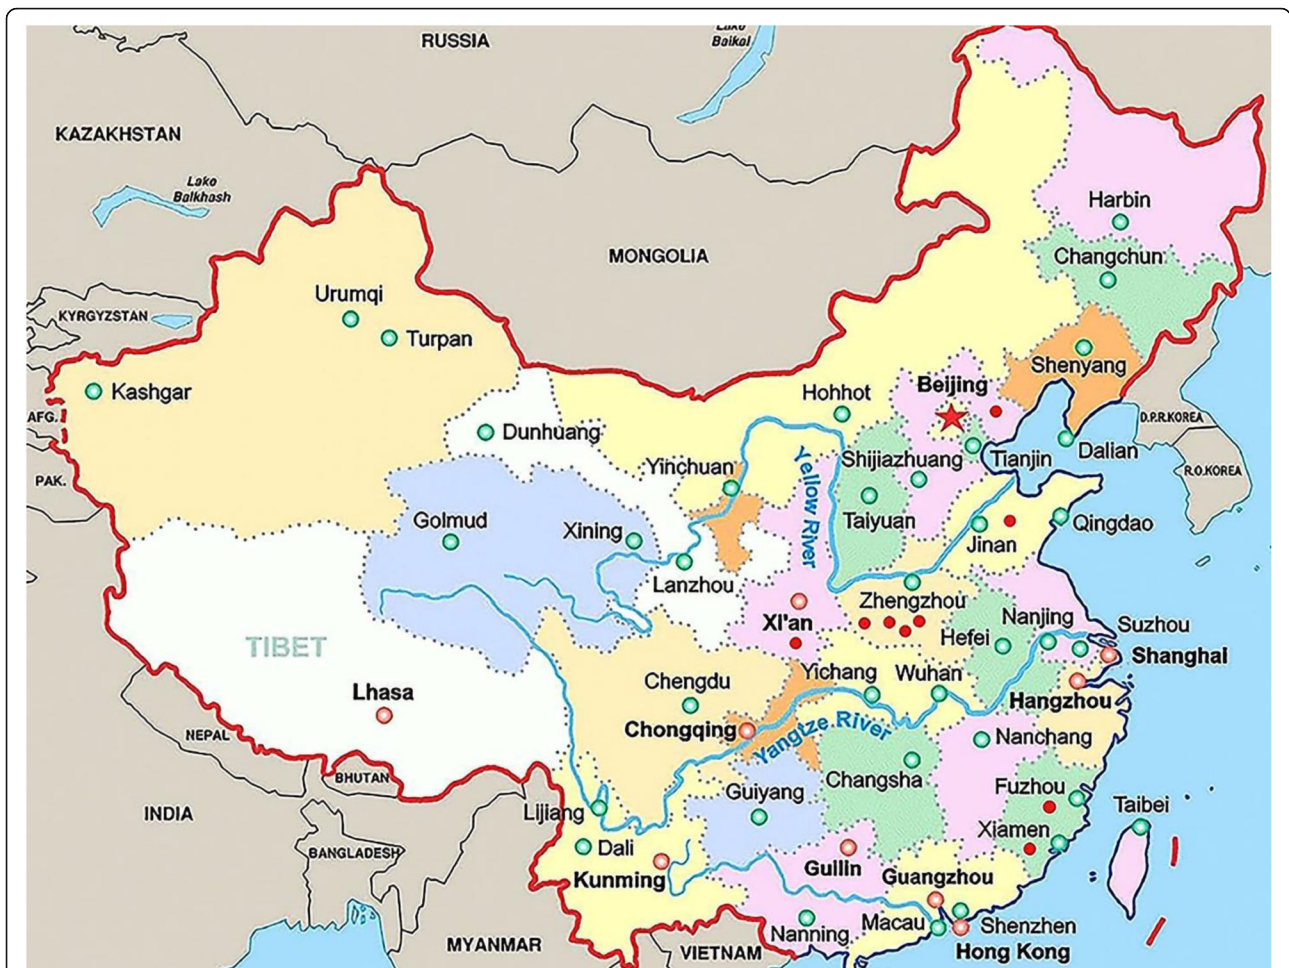 RUSSIA
Lake
Baikal
KAZAKHSTAN
Lake
Balkhash
Harbin
MONGOLIA
Changchun
Urumqi
KYRGYZSTAN
Turpan
Shenyang
Kashgar
Hohhot
Beijing
AFG.
D.P.R.KOREA
Dunhuang
Dalian
Yinchuan
Yellow River
Shijiazhuang
Tianjin
R.O.KOREA
PAK.
Golmud
Xining
Taiyuan
Qingdao
Jinan
Lanzhou
Zhengzhou
XI'an
Nanjing
Suzhou
TIBET
Hefei
Shanghai
Lhasa
Chengdu
Yichang
Wuhan
Hangzhou
Chongqing
Yangtze River
NEPAL
Nanchang
BHUTAN
Changsha
Guiyang
Fuzhou
Taibei
INDIA
Lijiang
Xiamen
BANGLADESH
Dali
Guilin
Kunming
Guangzhou
Macau
Shenzhen
Nanning
MYANMAR
VIETNAM
Hong Kong